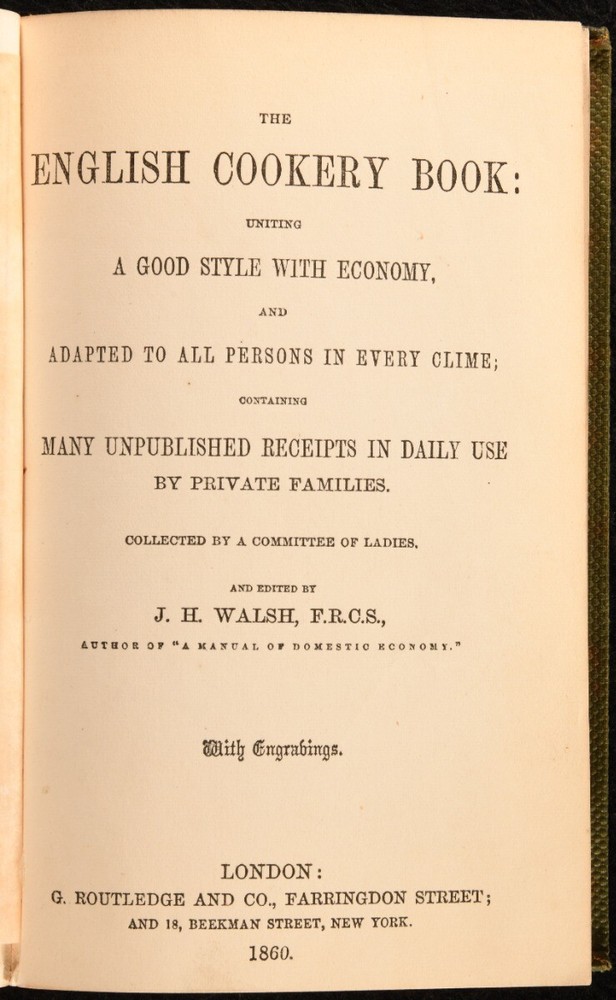 THE
ENGLISH COOKERY BOOK:
UNITING
A GOOD STYLE WITH ECONOMY,
AND
ADAPTED TO ALL PERSONS IN EVERY CLIME;
CONTAINING
MANY UNPUBLISHED RECEIPTS IN DAILY USE
BY PRIVATE FAMILIES.
COLLECTED BY A COMMITTEE OF LADIES,
AND EDITED BY
J. H. WALSH, F.R.C.S.,
AUTHOR OF "A MANUAL OF DOMESTIC ECONOMY."
With Engravings.
LONDON:
G. ROUTLEDGE AND CO., FARRINGDON STREET;
AND 18, BEEKMAN STREET, NEW YORK.
1860.